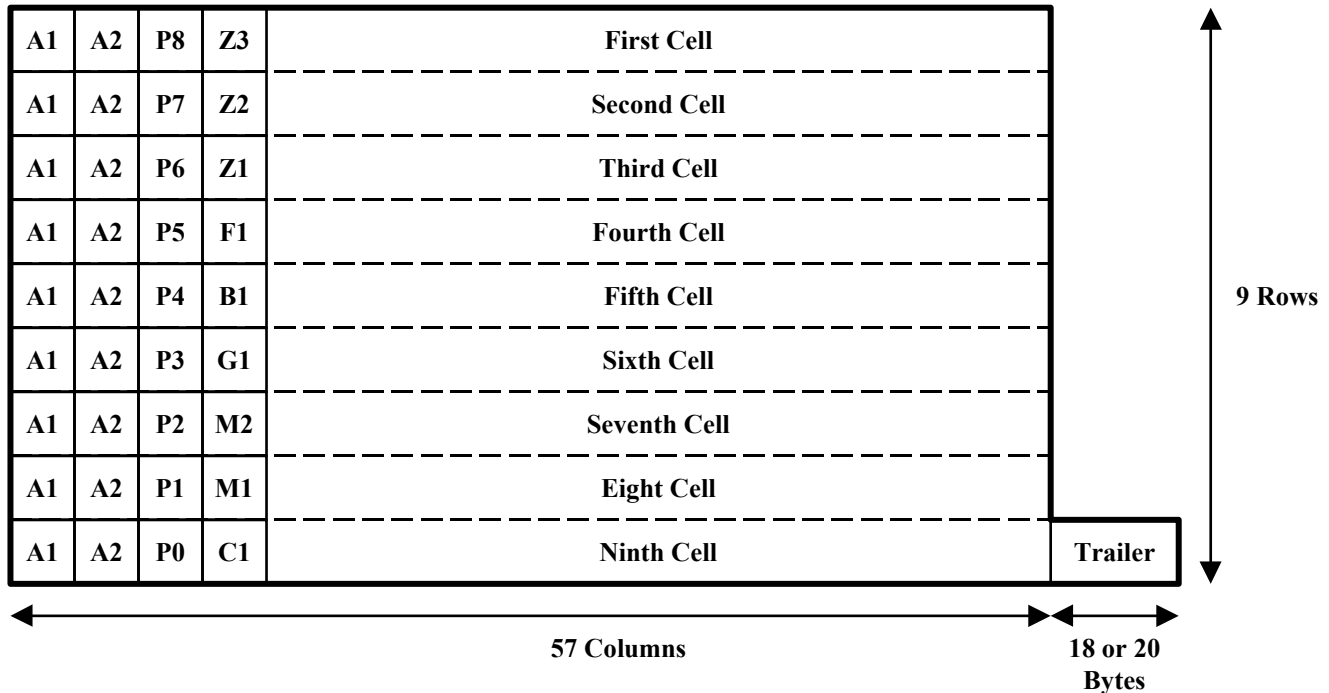 A1 A2 P8 Z3 First Cell
A1 A2 P7 Z2 Second Cell
A1 A2 P6 Z1 Third Cell
A1 A2 P5 F1 Fourth Cell
A1 A2 P4 B1 Fifth Cell
9 Rows
A1 A2 P3 G1 Sixth Cell
A1 A2 P2 M2 Seventh Cell
A1 A2 P1 M1 Eight Cell
A1 A2 P0 C1 Ninth Cell Trailer
57 Columns
18 or 20
Bytes